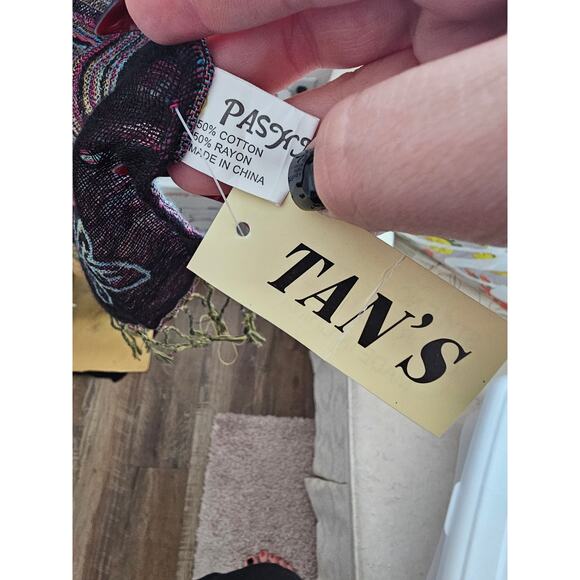 50% COTTON
50% RAYON
MADE IN CHINA
TAN'S